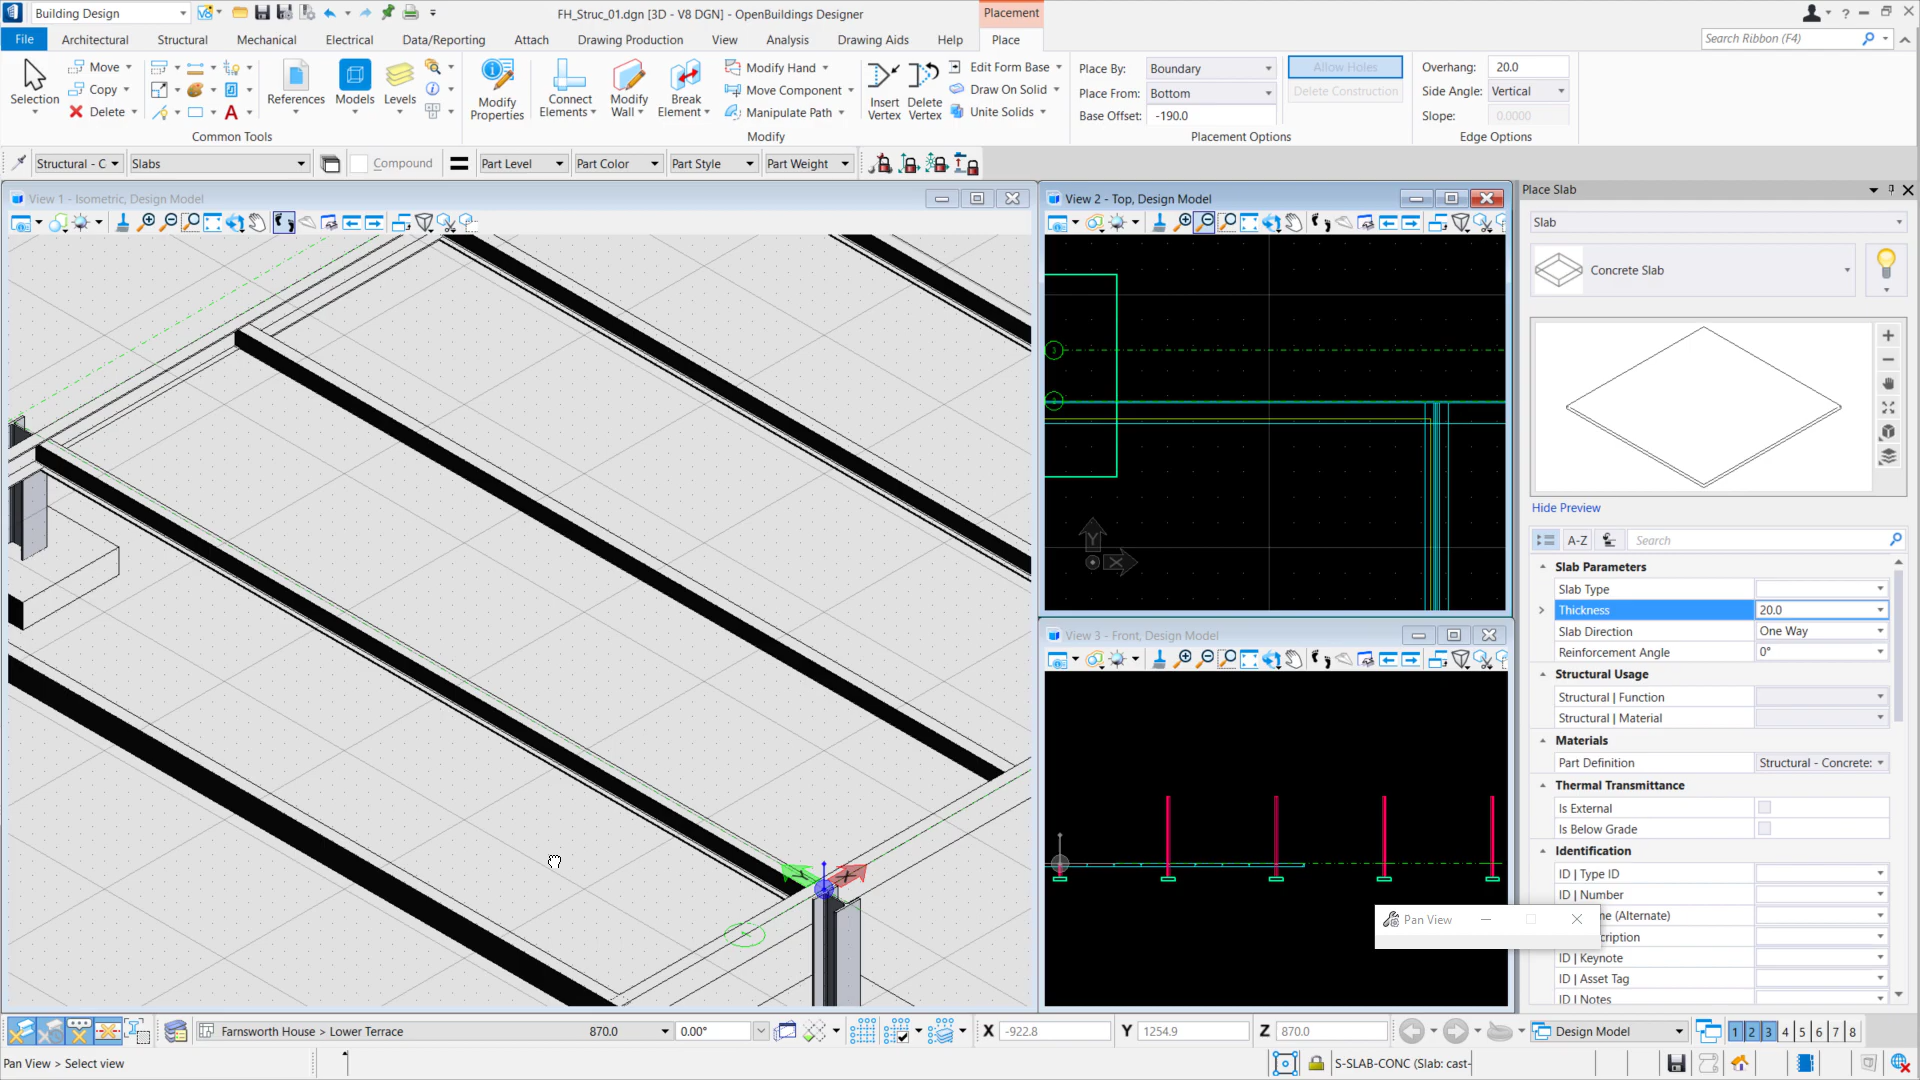 Building Design
FH_Struc_01.dgn [3D - V8 DGN] - OpenBuildings Designer
Placement
File
Architectural
Structural
Mechanical
Electrical
Data/Reporting
Attach
Drawing Production
View
Analysis
Drawing Aids
Help
Place
Search Ribbon (F4)
Selection
Move
Copy
Delete
References
Models
Levels
Common Tools
Modify Properties
Connect Elements
Modify Wall
Break Element
Modify Hand
Move Component
Manipulate Path
Modify
Insert Vertex
Delete Vertex
Edit Form Base
Draw On Solid
Unite Solids
Place By: Boundary
Place From: Bottom
Base Offset: -190.0
Allow Holes
Delete Construction
Placement Options
Overhang: 20.0
Side Angle: Vertical
Slope: 0.0000
Edge Options
Structural - C
Slabs
Compound
Part Level
Part Color
Part Style
Part Weight
View 1 - Isometric, Design Model
View 2 - Top, Design Model
View 3 - Front, Design Model
Y
X
Pan View
Place Slab
Slab
Concrete Slab
Hide Preview
A-Z
Search
Slab Parameters
Slab Type
Thickness 20.0
Slab Direction One Way
Reinforcement Angle 0°
Structural Usage
Structural | Function
Structural | Material
Materials
Part Definition Structural - Concrete:
Thermal Transmittance
Is External
Is Below Grade
Identification
ID | Type ID
ID | Number
ne (Alternate)
cription
ID | Keynote
ID | Asset Tag
ID | Notes
Farnsworth House > Lower Terrace 870.0
0.00°
X -922.8
Y 1254.9
Z 870.0
Design Model
1 2 3 4 5 6 7 8
Pan View > Select view
S-SLAB-CONC (Slab: cast-